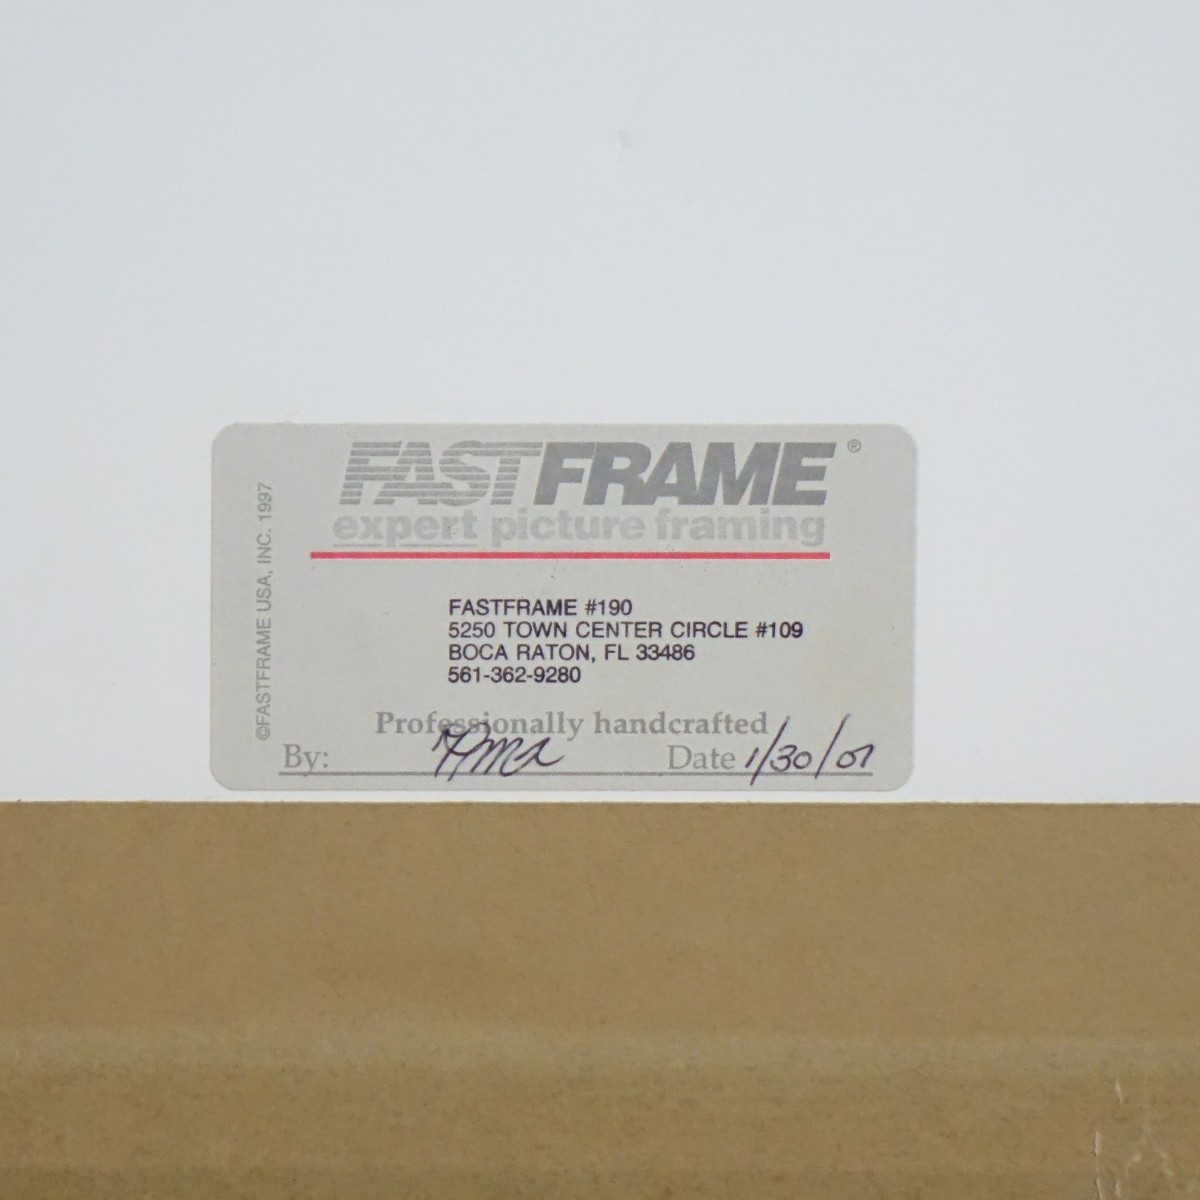 FASTFRAME®
expert picture framing
FASTFRAME #190
5250 TOWN CENTER CIRCLE #109
BOCA RATON, FL 33486
561-362-9280
Professionally handcrafted
By: Date 1/30/07
©FASTFRAME USA, INC. 1997